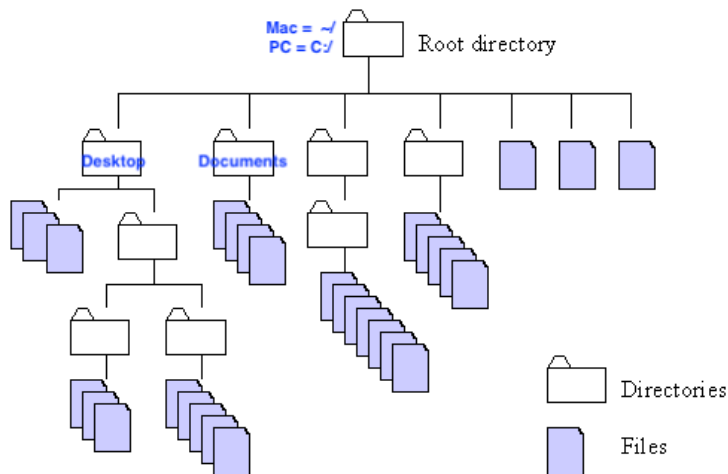 Mac = ~/
PC = C:/
Root directory
Desktop
Documents
Directories
Files